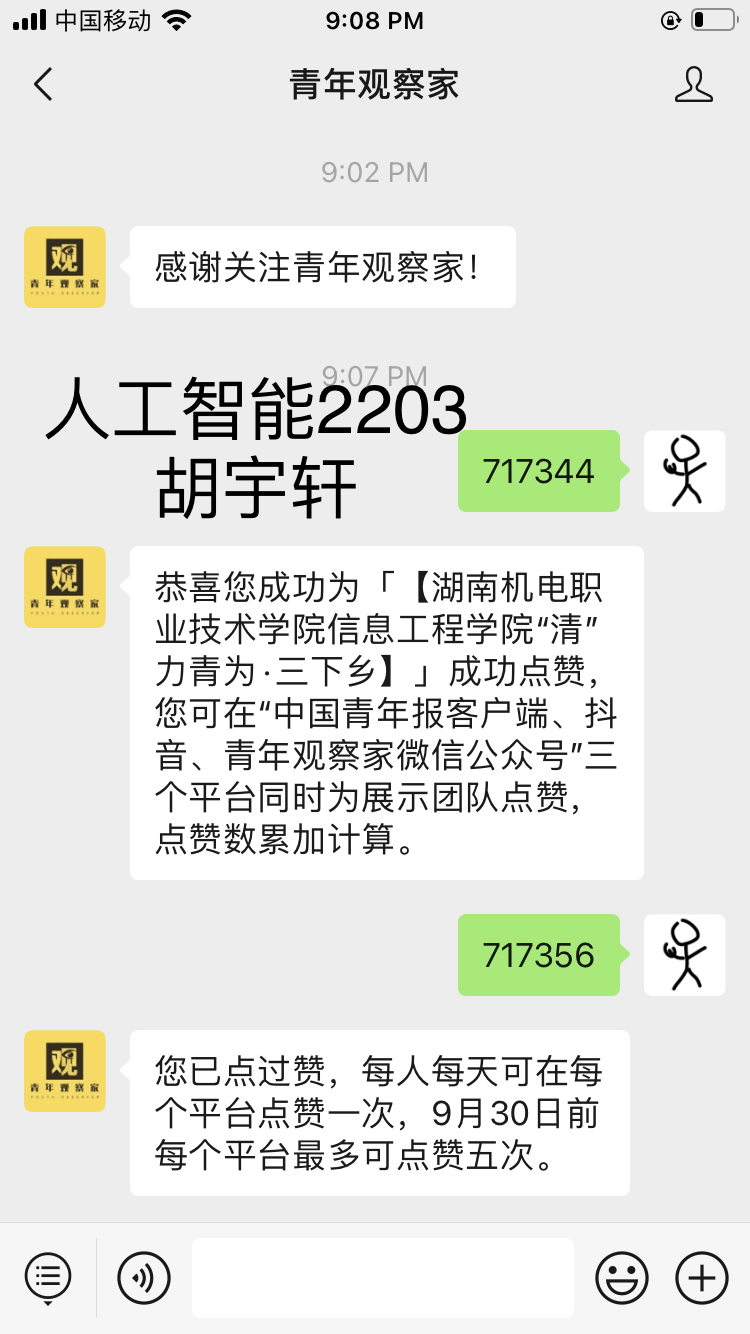 中国移动
9:08 PM
青年观察家
9:02 PM
观
青年观察家
感谢关注青年观察家！
9:07 PM
人工智能2203
胡宇轩
717344
观
青年观察家
恭喜您成功为「【湖南机电职
业技术学院信息工程学院“清”
力青为·三下乡】」成功点赞，
您可在“中国青年报客户端、抖
音、青年观察家微信公众号”三
个平台同时为展示团队点赞，
点赞数累加计算。
717356
观
青年观察家
您已点过赞，每人每天可在每
个平台点赞一次，9月30日前
每个平台最多可点赞五次。